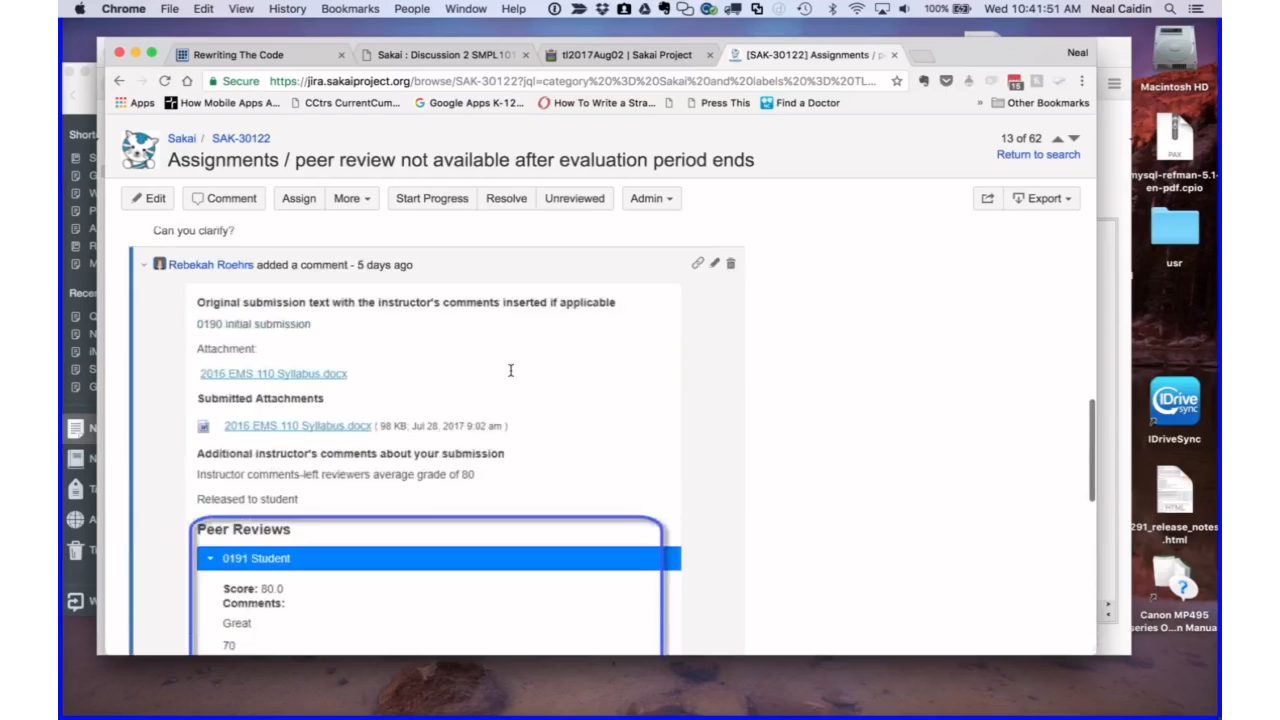 Chrome File Edit View History Bookmarks People Window Help 100% Wed 10:41:51 AM Neal Caidin
Rewriting The Code × Sakai : Discussion 2 SMPL101 × tl2017Aug02 | Sakai Project × [SAK-30122] Assignments / p × Neal
Secure https://jira.sakaiproject.org/browse/SAK-30122?jql=category%20%3D%20Sakai%20and%20labels%20%3D%20TL... 15
Apps How Mobile Apps A... CCtrs CurrentCum... Google Apps K-12... How To Write a Stra... Press This Find a Doctor » Other Bookmarks
Macintosh HD
Shortc
Sakai / SAK-30122 13 of 62
Assignments / peer review not available after evaluation period ends Return to search
PAX
mysql-refman-5.1-
en-pdf.cpio
Edit Comment Assign More Start Progress Resolve Unreviewed Admin Export
Can you clarify?
Rebekah Roehrs added a comment - 5 days ago
usr
Recen
Original submission text with the instructor's comments inserted if applicable
0190 initial submission
Attachment:
2016 EMS 110 Syllabus.docx
Submitted Attachments
2016 EMS 110 Syllabus.docx ( 98 KB; Jul 28, 2017 9:02 am )
IDrive
sync
IDriveSync
Additional instructor's comments about your submission
Instructor comments-left reviewers average grade of 80
Released to student
HTML
291_release_notes
.html
Peer Reviews
0191 Student
Score: 80.0
Comments:
Great
70
Canon MP495
series O...n Manual